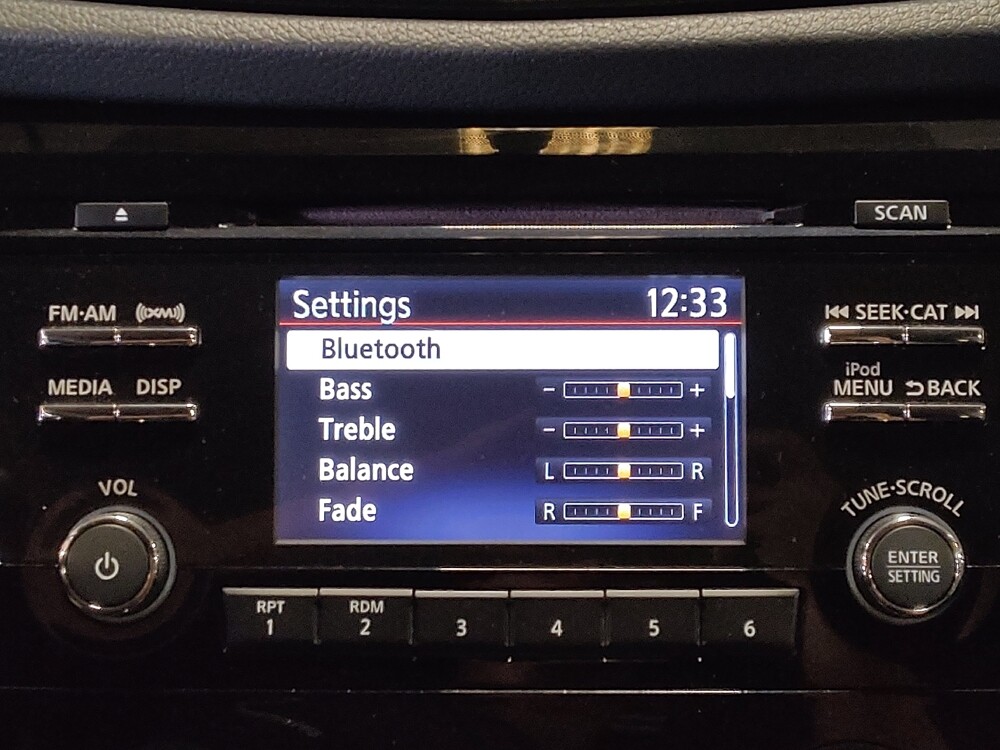 SCAN
FM·AM ((XM))
SEEK·CAT
MEDIA DISP
iPod
MENU BACK
Settings 12:33
Bluetooth
Bass - +
Treble - +
Balance L R
Fade R F
VOL
TUNE·SCROLL
ENTER
SETTING
RPT RDM
1 2 3 4 5 6